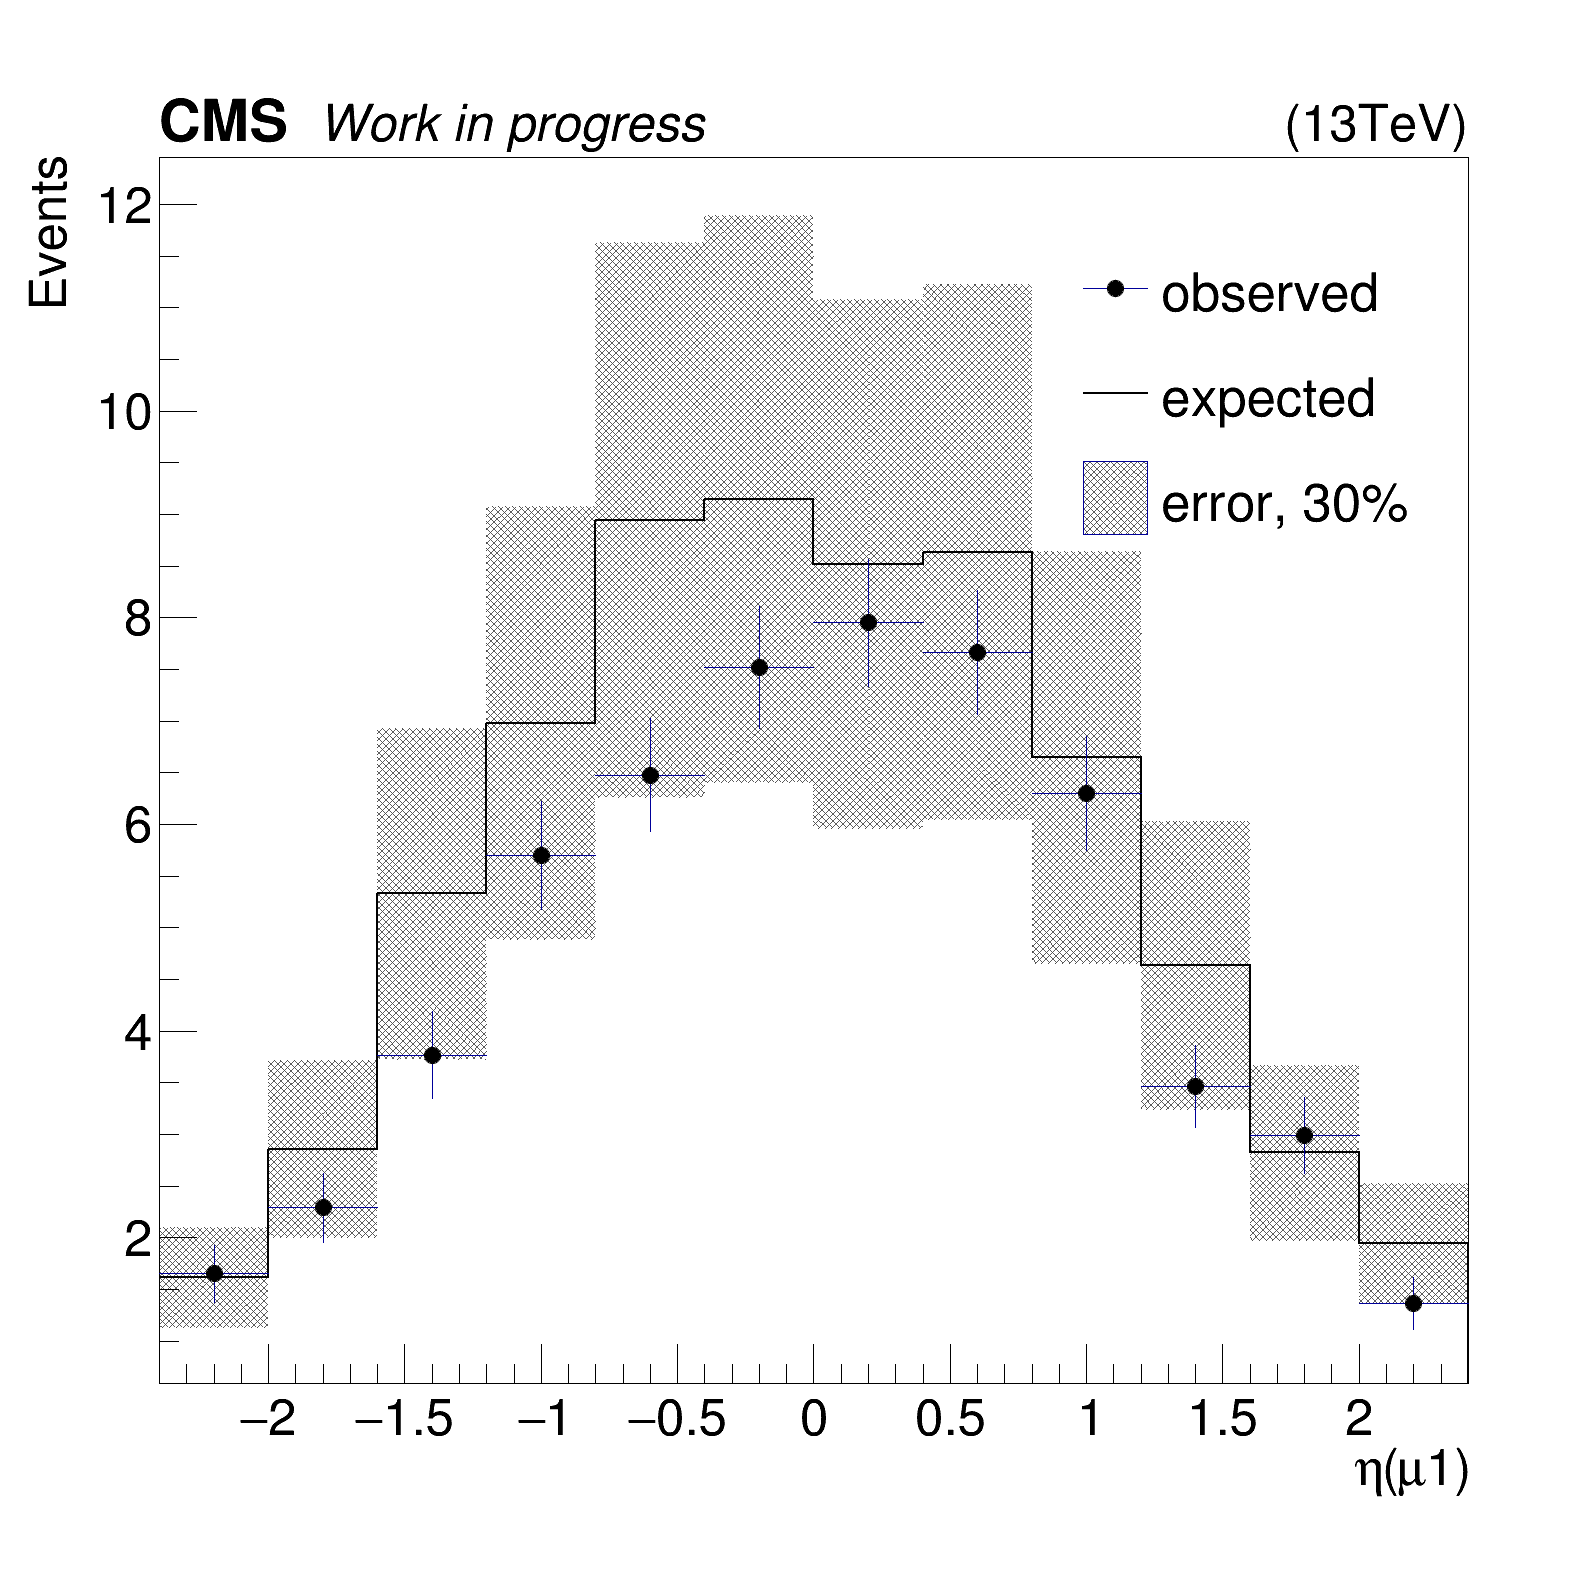 CMS Work in progress (13TeV)
Events
12
10
8
6
4
2
observed
expected
error, 30%
−2 −1.5 −1 −0.5 0 0.5 1 1.5 2
η(μ1)